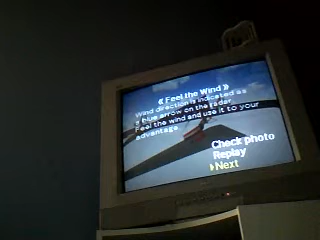 《 Feel the Wind 》
Wind direction is indicated as
a blue arrow on the radar.
Feel the wind and use it to your
advantage.
Check photo
Replay
Next